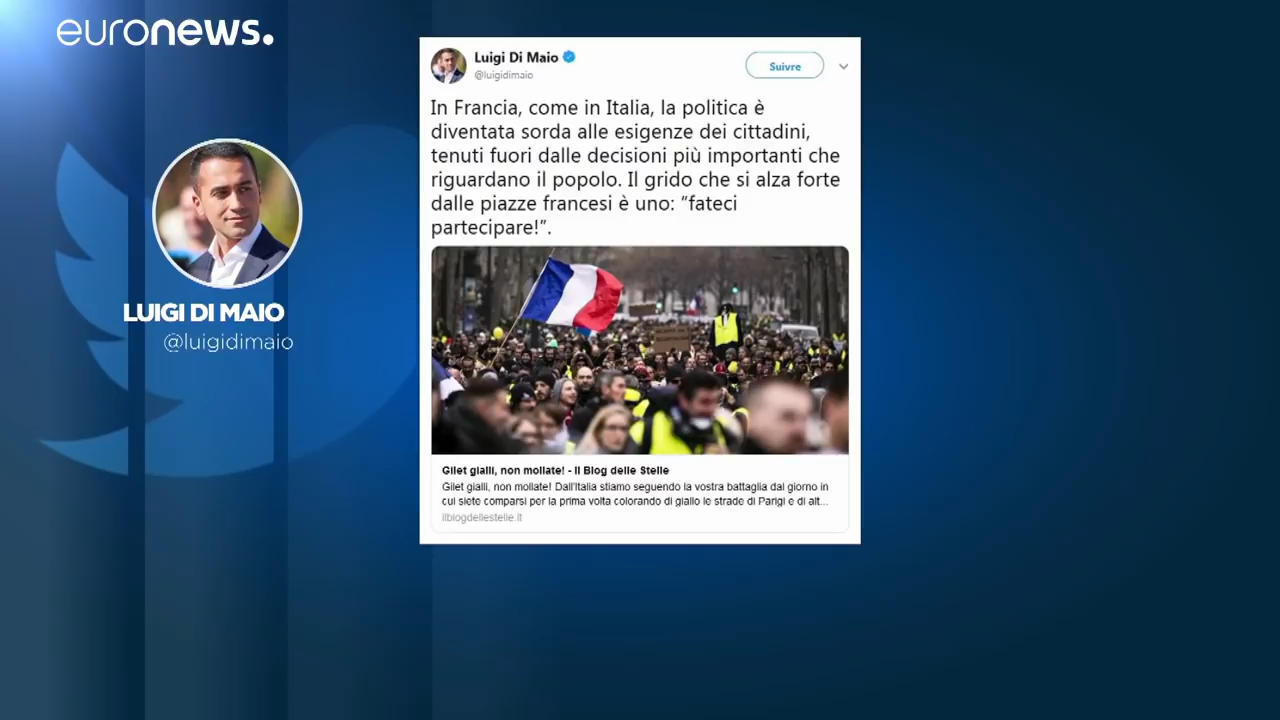 euronews.
Luigi Di Maio
@luigidimaio
Suivre
In Francia, come in Italia, la politica è
diventata sorda alle esigenze dei cittadini,
tenuti fuori dalle decisioni più importanti che
riguardano il popolo. Il grido che si alza forte
dalle piazze francesi è uno: “fateci
partecipare!”.
LUIGI DI MAIO
@luigidimaio
Gilet gialli, non mollate! - Il Blog delle Stelle
Gilet gialli, non mollate! Dall'Italia stiamo seguendo la vostra battaglia dal giorno in
cui siete comparsi per la prima volta colorando di giallo le strade di Parigi e di alt...
ilblogdellestelle.it